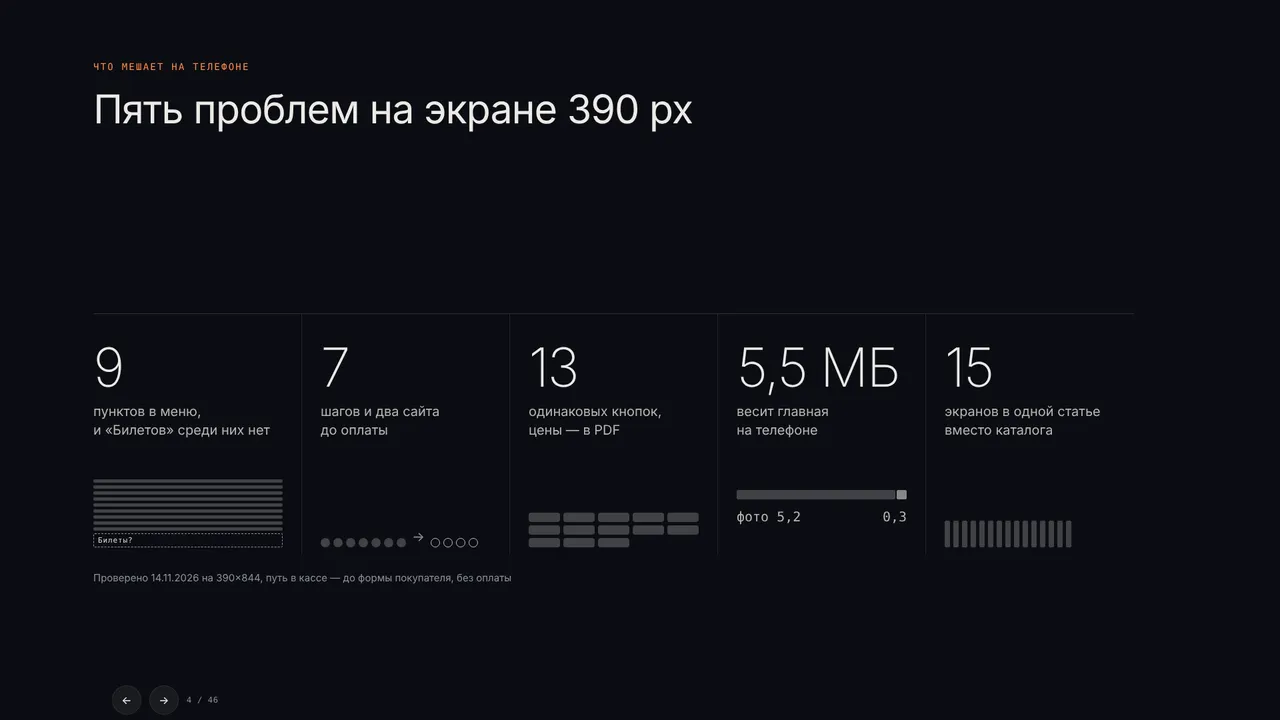 ЧТО МЕШАЕТ НА ТЕЛЕФОНЕ
Пять проблем на экране 390 px
9
пунктов в меню,
и «Билетов» среди них нет
Билеты?
7
шагов и два сайта
до оплаты
→
13
одинаковых кнопок,
цены — в PDF
5,5 МБ
весит главная
на телефоне
фото 5,2 0,3
15
экранов в одной статье
вместо каталога
Проверено 14.11.2026 на 390×844, путь в кассе — до формы покупателя, без оплаты
← → 4 / 46